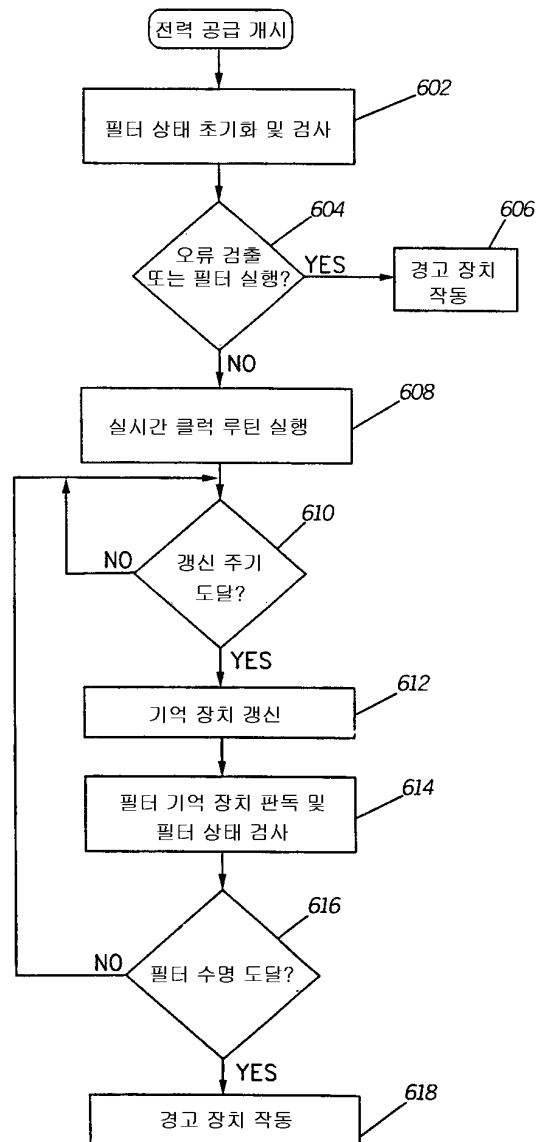 전력 공급 개시
602
필터 상태 초기화 및 검사
604
606
오류 검출
또는 필터 실행?
YES
경고 장치
작동
NO
608
실시간 클럭 루틴 실행
610
NO
갱신 주기
도달?
YES
612
기억 장치 갱신
614
필터 기억 장치 판독 및
필터 상태 검사
616
NO
필터 수명 도달?
YES
618
경고 장치 작동